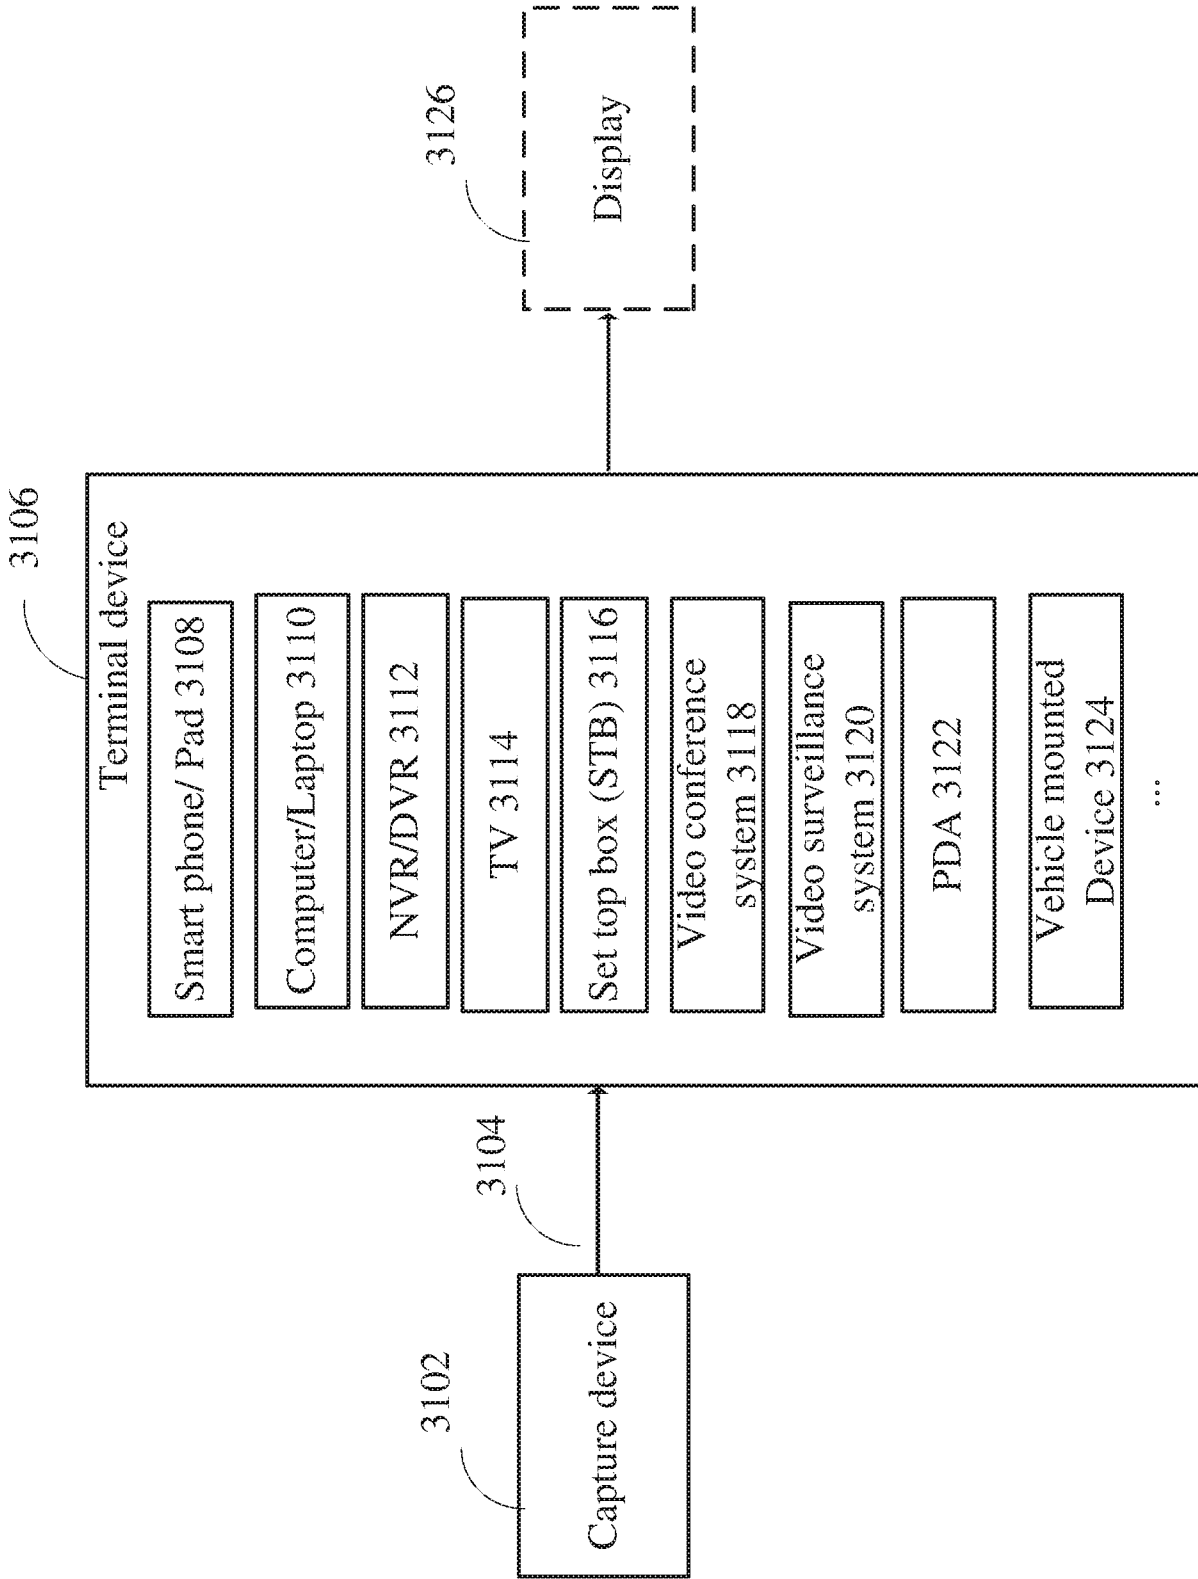 3106
Terminal device
Smart phone/ Pad 3108
Computer/Laptop 3110
NVR/DVR 3112
TV 3114
Set top box (STB) 3116
Video conference
system 3118
Video surveillance
system 3120
PDA 3122
Vehicle mounted
Device 3124
...
3102
Capture device
3104
3126
Display